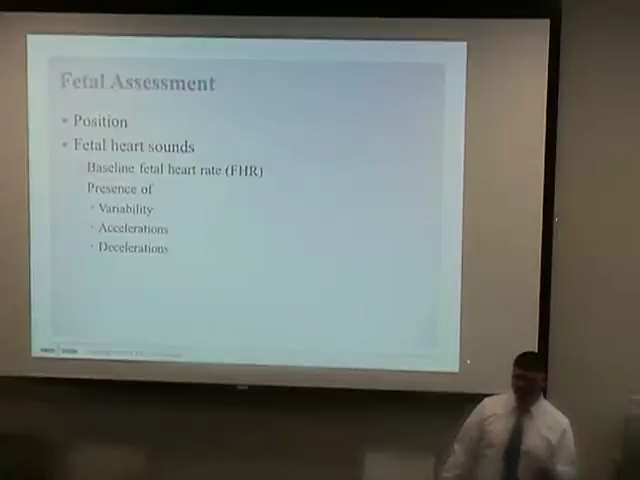 Fetal Assessment
• Position
• Fetal heart sounds
Baseline fetal heart rate (FHR)
Presence of
• Variability
• Accelerations
• Decelerations